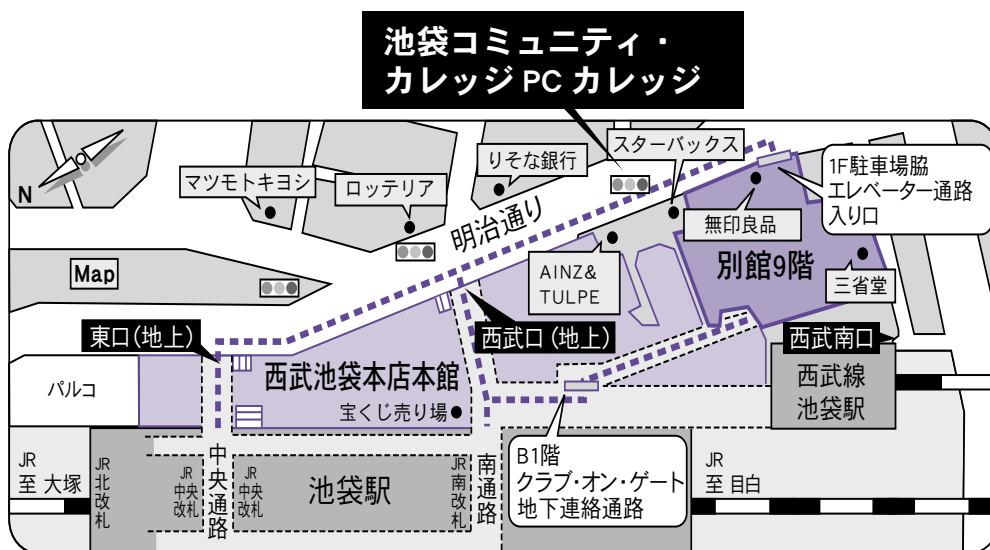 池袋コミュニティ・
カレッジ PC カレッジ
N
マツモトキヨシ
ロッテリア
りそな銀行
スターバックス
1F駐車場脇
エレベーター通路
入り口
明治通り
無印良品
Map
AINZ&
TULPE
別館9階
三省堂
東口(地上)
西武口(地上)
西武南口
パルコ
西武池袋本店本館
宝くじ売り場
西武線
池袋駅
JR
至 大塚
JR
北改札
JR
中央
改札
中央通路
JR
中央
改札
池袋駅
JR
南改札
南通路
B1階
クラブ・オン・ゲート
地下連絡通路
JR
至 目白